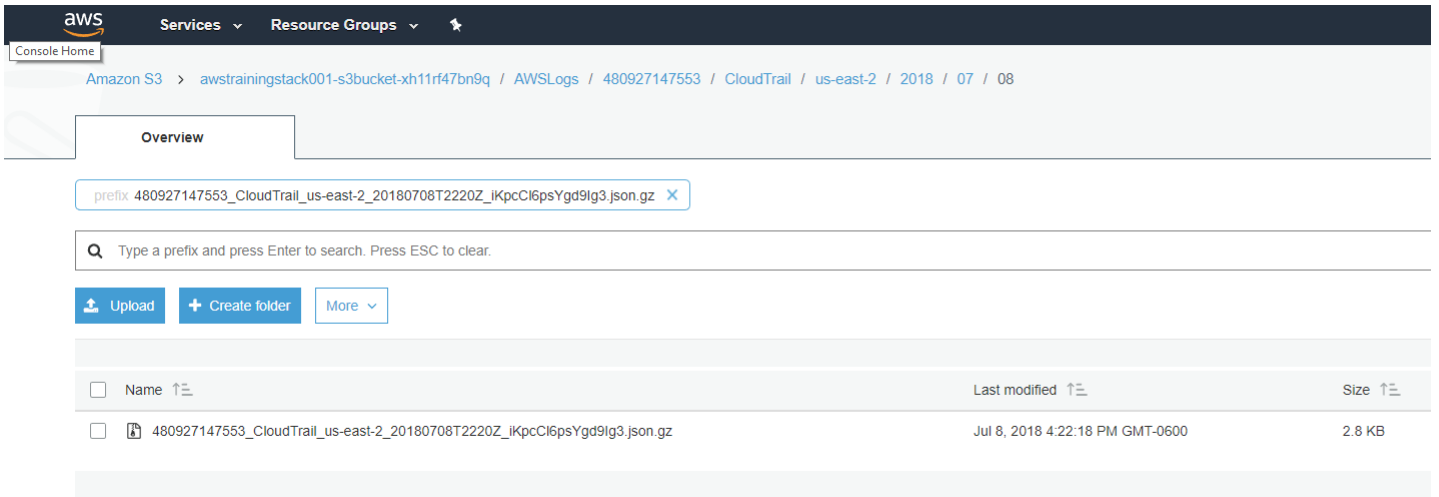 aws Services Resource Groups
Console Home
Amazon S3 > awstrainingstack001-s3bucket-xh11rf47bn9q / AWSLogs / 480927147553 / CloudTrail / us-east-2 / 2018 / 07 / 08
Overview
prefix 480927147553_CloudTrail_us-east-2_20180708T2220Z_iKpcCl6psYgd9Ig3.json.gz X
Type a prefix and press Enter to search. Press ESC to clear.
Upload + Create folder More
Name Last modified Size
480927147553_CloudTrail_us-east-2_20180708T2220Z_iKpcCl6psYgd9Ig3.json.gz Jul 8, 2018 4:22:18 PM GMT-0600 2.8 KB